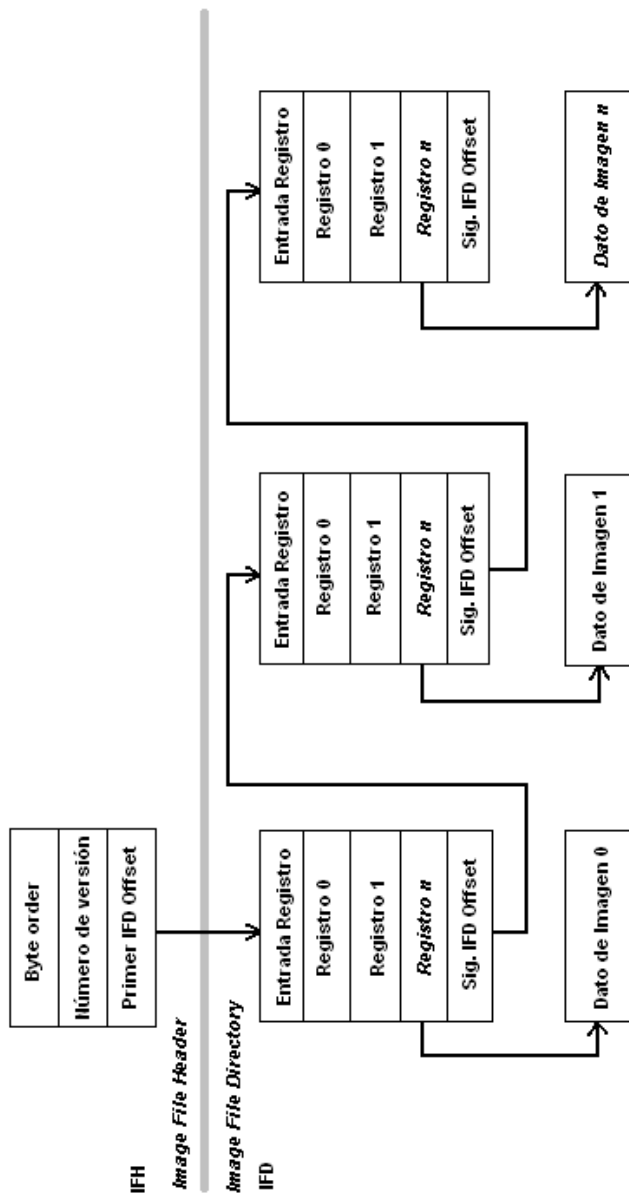 IFH
Image File Header
Byte order
Número de versión
Primer IFD Offset
Image File Directory
IFD
Entrada Registro
Registro 0
Registro 1
Registro n
Sig. IFD Offset
Dato de Imagen 0
Entrada Registro
Registro 0
Registro 1
Registro n
Sig. IFD Offset
Dato de Imagen 1
Entrada Registro
Registro 0
Registro 1
Registro n
Sig. IFD Offset
Dato de Imagen n